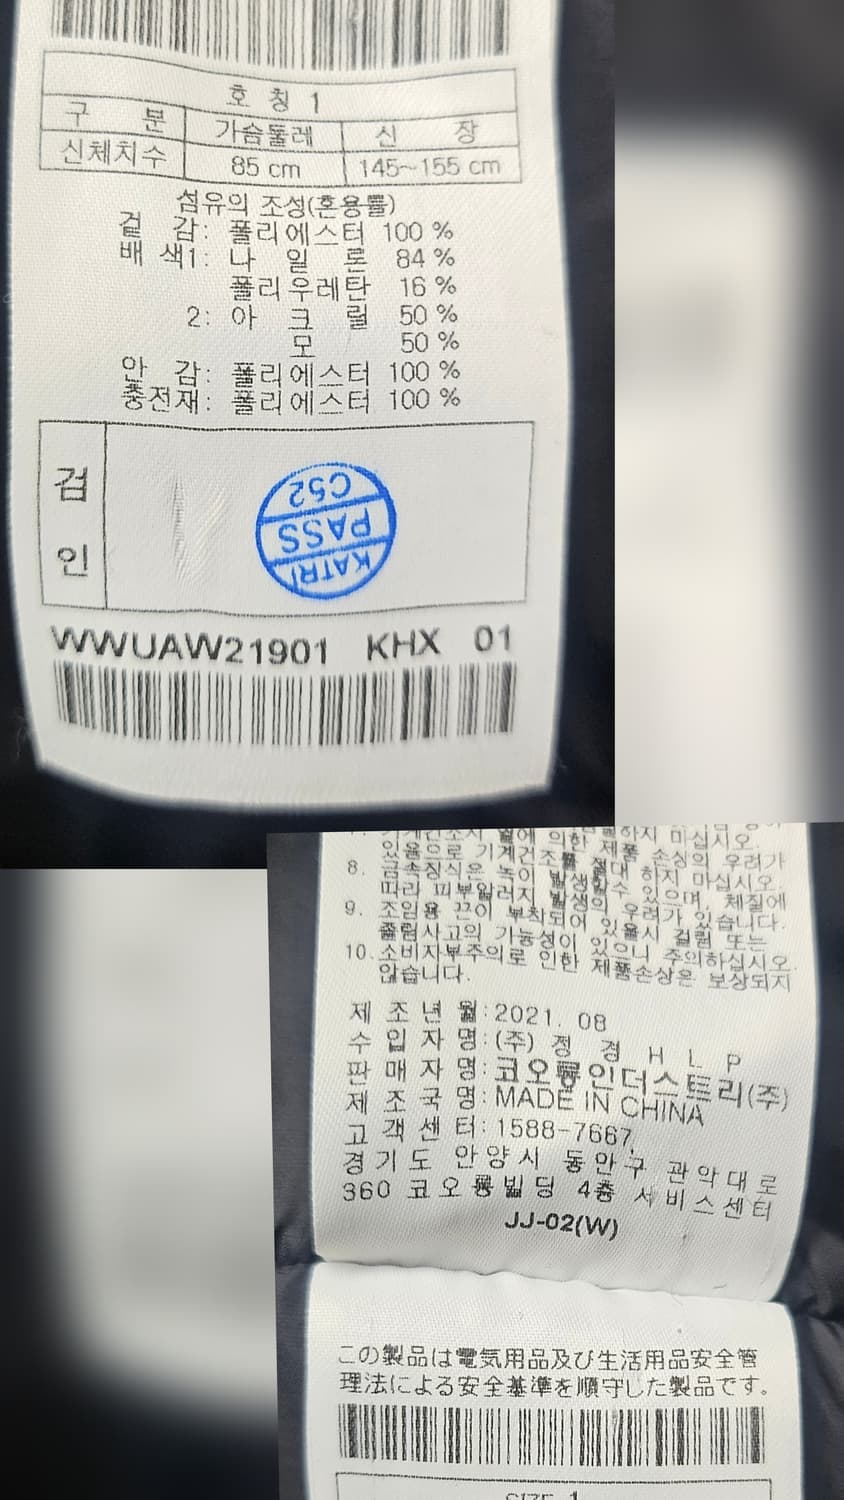 호 칭 1
구 분 가슴둘레 신 장
신체치수 85 cm 145~155 cm
섬유의 조성(혼용률)
겉 감: 폴리에스터 100 %
배 색1: 나 일 론 84 %
폴리우레탄 16 %
2: 아 크 릴 50 %
모 50 %
안 감: 폴리에스터 100 %
충전재: 폴리에스터 100 %
검 인
C52
PASS
KATRI
WWUAW21901 KHX 01
있음으로 기계건조를 절대 하지 마십시오.
8. 금속장식은 녹이 발생할수 있으며, 체질에
따라 피부알러지 발생의 우려가 있습니다.
9. 조임용 끈이 부착되어 있을시 걸림 또는
졸림사고의 가능성이 있으니 주의하십시오.
10. 소비자부주의로 인한 제품손상은 보상되지
않습니다.
제 조 년 월: 2021. 08
수 입 자 명: (주) 정 경 H L P
판 매 자 명: 코오롱인더스트리(주)
제 조 국 명: MADE IN CHINA
고 객 센 터: 1588-7667,
경기도 안양시 동안구 관악대로
360 코오롱빌딩 4층 서비스센터
JJ-02(W)
この製品は電気用品及び生活用品安全管
理法による安全基準を順守した製品です。
SIZE 1